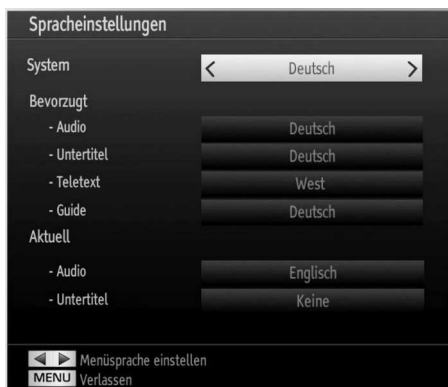 Spracheinstellungen
System < Deutsch >
Bevorzugt
- Audio Deutsch
- Untertitel Deutsch
- Teletext West
- Guide Deutsch
Aktuell
- Audio Englisch
- Untertitel Keine
Menüsprache einstellen
MENU Verlassen